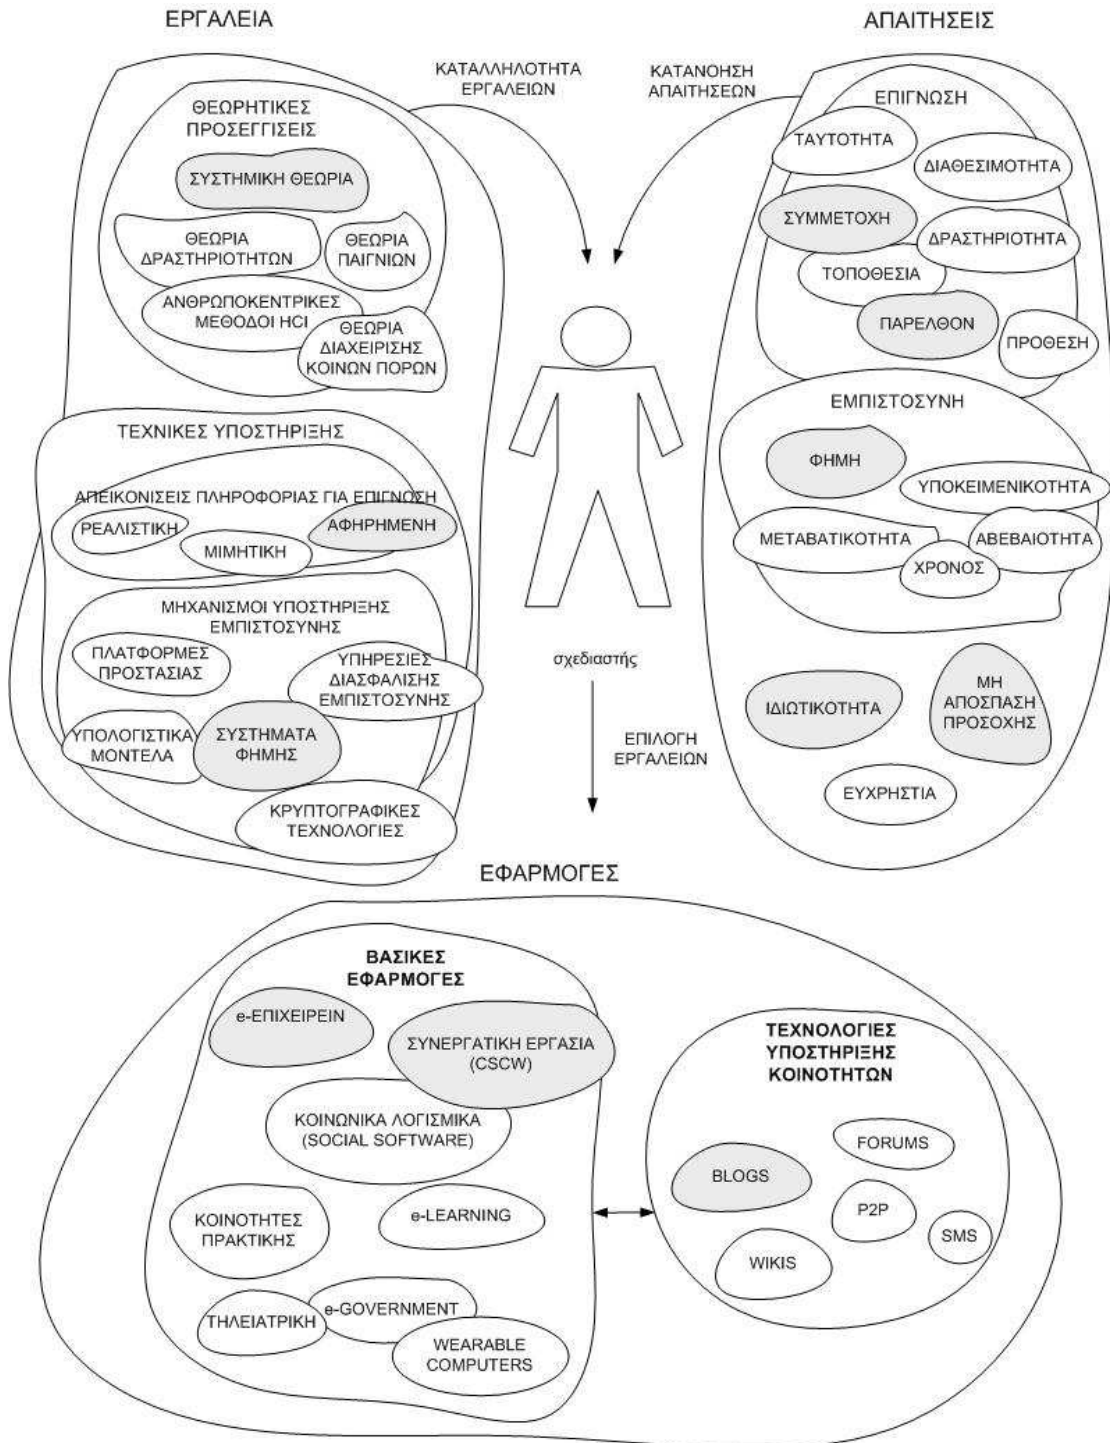 ΕΡΓΑΛΕΙΑ
ΑΠΑΙΤΗΣΕΙΣ
ΚΑΤΑΛΛΗΛΟΤΗΤΑ
ΕΡΓΑΛΕΙΩΝ
ΚΑΤΑΝΟΗΣΗ
ΑΠΑΙΤΗΣΕΩΝ
ΘΕΩΡΗΤΙΚΕΣ
ΠΡΟΣΕΓΓΙΣΕΙΣ
ΣΥΣΤΗΜΙΚΗ ΘΕΩΡΙΑ
ΘΕΩΡΙΑ
ΔΡΑΣΤΗΡΙΟΤΗΤΩΝ
ΘΕΩΡΙΑ
ΠΑΙΓΝΙΩΝ
ΑΝΘΡΩΠΟΚΕΝΤΡΙΚΕΣ
ΜΕΘΟΔΟΙ HCI
ΘΕΩΡΙΑ
ΔΙΑΧΕΙΡΙΣΗΣ
ΚΟΙΝΩΝ ΠΟΡΩΝ
ΕΠΙΓΝΩΣΗ
ΤΑΥΤΟΤΗΤΑ
ΔΙΑΘΕΣΙΜΟΤΗΤΑ
ΣΥΜΜΕΤΟΧΗ
ΔΡΑΣΤΗΡΙΟΤΗΤΑ
ΤΟΠΟΘΕΣΙΑ
ΠΑΡΕΛΘΟΝ
ΠΡΟΘΕΣΗ
ΤΕΧΝΙΚΕΣ ΥΠΟΣΤΗΡΙΞΗΣ
ΑΠΕΙΚΟΝΙΣΕΙΣ ΠΛΗΡΟΦΟΡΙΑΣ ΓΙΑ ΕΠΙΓΝΩΣΗ
ΡΕΑΛΙΣΤΙΚΗ
ΜΙΜΗΤΙΚΗ
ΑΦΗΡΗΜΕΝΗ
ΜΗΧΑΝΙΣΜΟΙ ΥΠΟΣΤΗΡΙΞΗΣ
ΕΜΠΙΣΤΟΣΥΝΗΣ
ΠΛΑΤΦΟΡΜΕΣ
ΠΡΟΣΤΑΣΙΑΣ
ΥΠΗΡΕΣΙΕΣ
ΔΙΑΣΦΑΛΙΣΗΣ
ΕΜΠΙΣΤΟΣΥΝΗΣ
ΥΠΟΛΟΓΙΣΤΙΚΑ
ΜΟΝΤΕΛΑ
ΣΥΣΤΗΜΑΤΑ
ΦΗΜΗΣ
ΚΡΥΠΤΟΓΡΑΦΙΚΕΣ
ΤΕΧΝΟΛΟΓΙΕΣ
ΕΜΠΙΣΤΟΣΥΝΗ
ΦΗΜΗ
ΥΠΟΚΕΙΜΕΝΙΚΟΤΗΤΑ
ΜΕΤΑΒΑΤΙΚΟΤΗΤΑ
ΑΒΕΒΑΙΟΤΗΤΑ
ΧΡΟΝΟΣ
ΙΔΙΩΤΙΚΟΤΗΤΑ
ΜΗ
ΑΠΟΣΠΑΣΗ
ΠΡΟΣΟΧΗΣ
ΕΥΧΡΗΣΤΙΑ
σχεδιαστής
ΕΠΙΛΟΓΗ
ΕΡΓΑΛΕΙΩΝ
ΕΦΑΡΜΟΓΕΣ
ΒΑΣΙΚΕΣ
ΕΦΑΡΜΟΓΕΣ
e-ΕΠΙΧΕΙΡΕΙΝ
ΣΥΝΕΡΓΑΤΙΚΗ ΕΡΓΑΣΙΑ
(CSCW)
ΚΟΙΝΩΝΙΚΑ ΛΟΓΙΣΜΙΚΑ
(SOCIAL SOFTWARE)
ΚΟΙΝΟΤΗΤΕΣ
ΠΡΑΚΤΙΚΗΣ
e-LEARNING
ΤΗΛΕΙΑΤΡΙΚΗ
e-GOVERNMENT
WEARABLE
COMPUTERS
ΤΕΧΝΟΛΟΓΙΕΣ
ΥΠΟΣΤΗΡΙΞΗΣ
ΚΟΙΝΟΤΗΤΩΝ
FORUMS
BLOGS
P2P
SMS
WIKIS